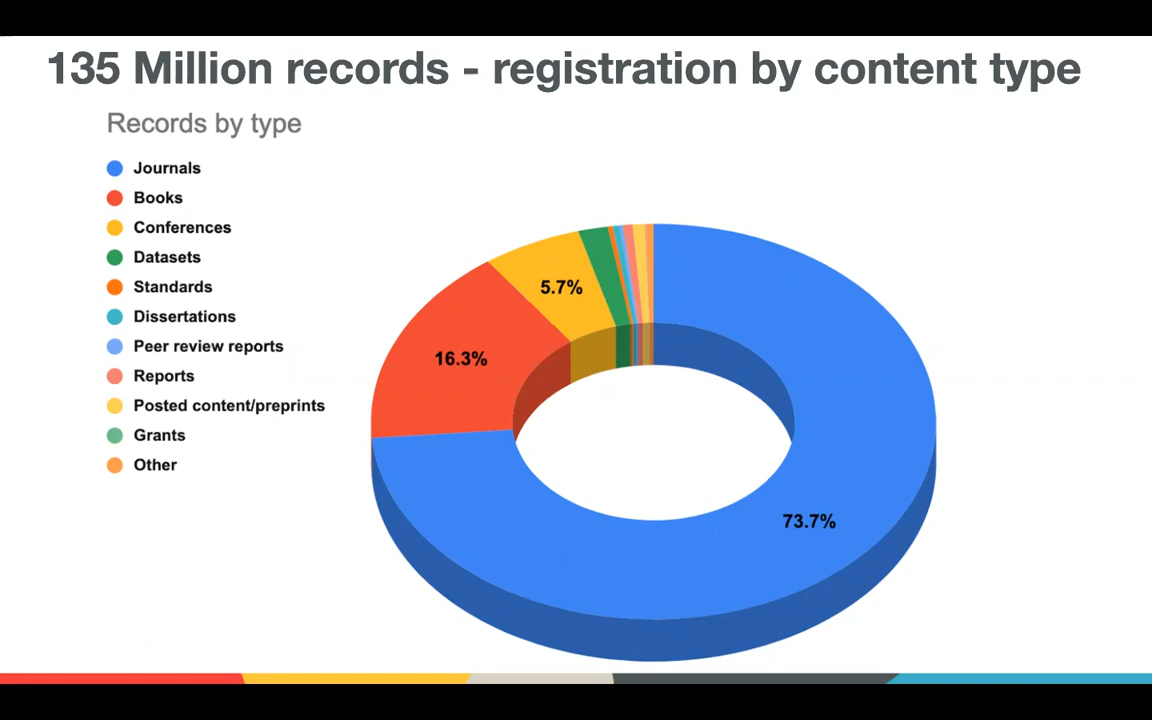 135 Million records - registration by content type
Records by type
Journals
Books
Conferences
Datasets
Standards
Dissertations
Peer review reports
Reports
Posted content/preprints
Grants
Other
5.7%
16.3%
73.7%